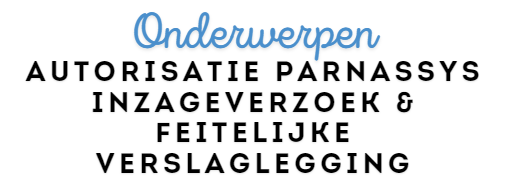 Onderwerpen
AUTORISATIE PARNASSYS
INZAGEVERZOEK &
FEITELIJKE
VERSLAGLEGGING